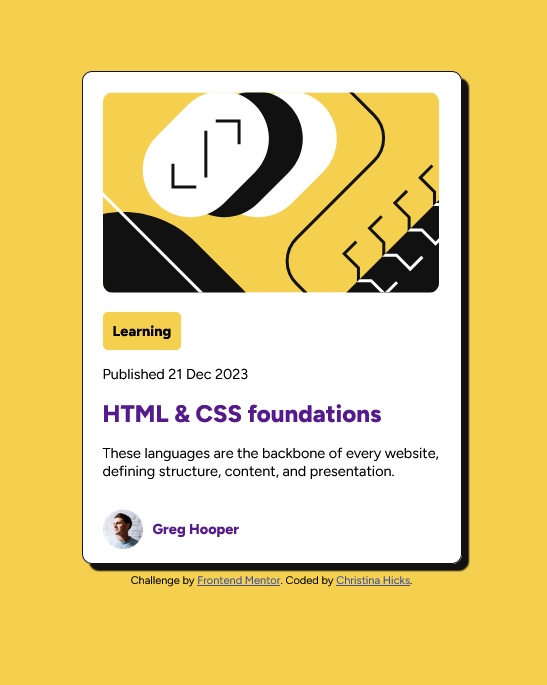 Learning
Published 21 Dec 2023
HTML & CSS foundations
These languages are the backbone of every website,
defining structure, content, and presentation.
Greg Hooper
Challenge by Frontend Mentor. Coded by Christina Hicks.